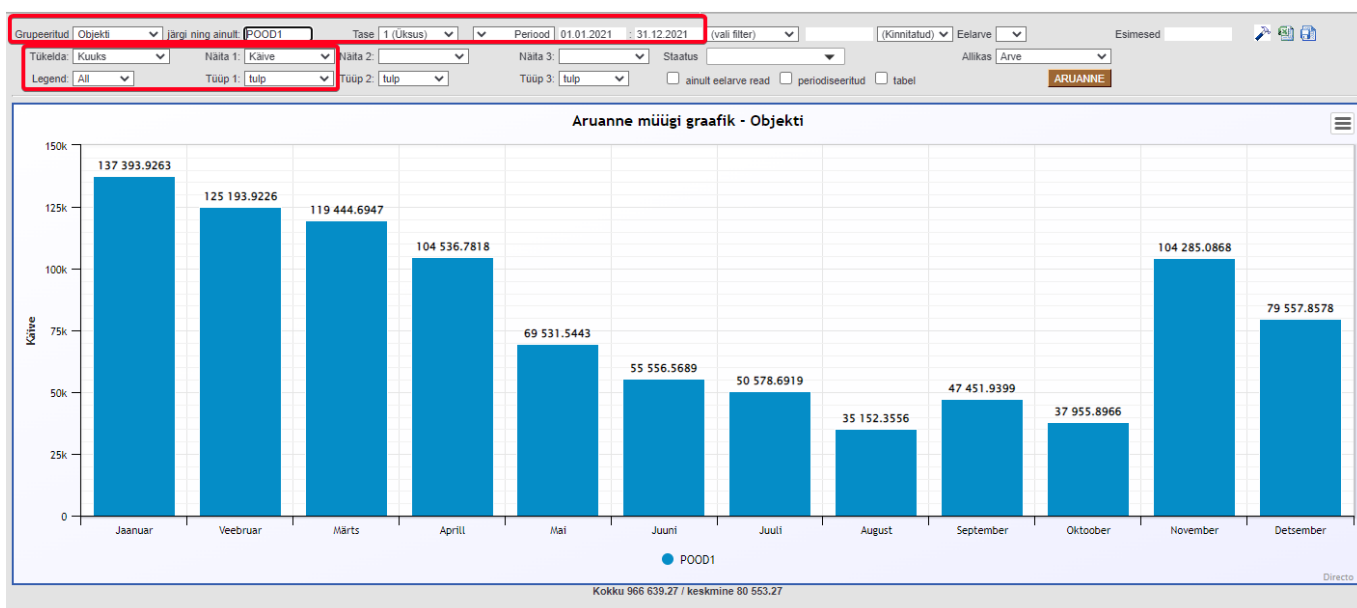 Grupeeritud Objekti järgi ning ainult: POOD1 Tase 1 (Üksus) Periood 01.01.2021 : 31.12.2021 (vali filter) (Kinnitatud) Eelarve Esimesed
Tükelda: Kuuks Näita 1: Käive Näita 2: Näita 3: Staatus Allikas Arve
Legend: All Tüüp 1: tulp Tüüp 2: tulp Tüüp 3: tulp ainult eelarve read periodiseeritud tabel ARUANNE
Aruanne müügi graafik - Objekti
150k
137 393.9263
125 193.9226
125k
119 444.6947
104 536.7818
104 285.0868
100k
79 557.8578
Käive
75k
69 531.5443
55 556.5689
50 578.6919
50k
47 451.9399
37 955.8966
35 152.3556
25k
0
Jaanuar Veebruar Märts Aprill Mai Juuni Juuli August September Oktoober November Detsember
POOD1
Directo
Kokku 966 639.27 / keskmine 80 553.27